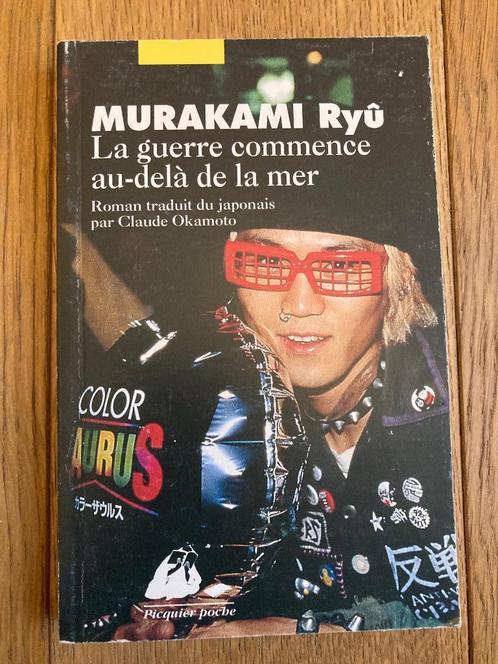 MURAKAMI Ryû
La guerre commence
au-delà de la mer
Roman traduit du japonais
par Claude Okamoto
COLOR
AURUS
カラーザウルス
反戦
ANTI
Picquier poche